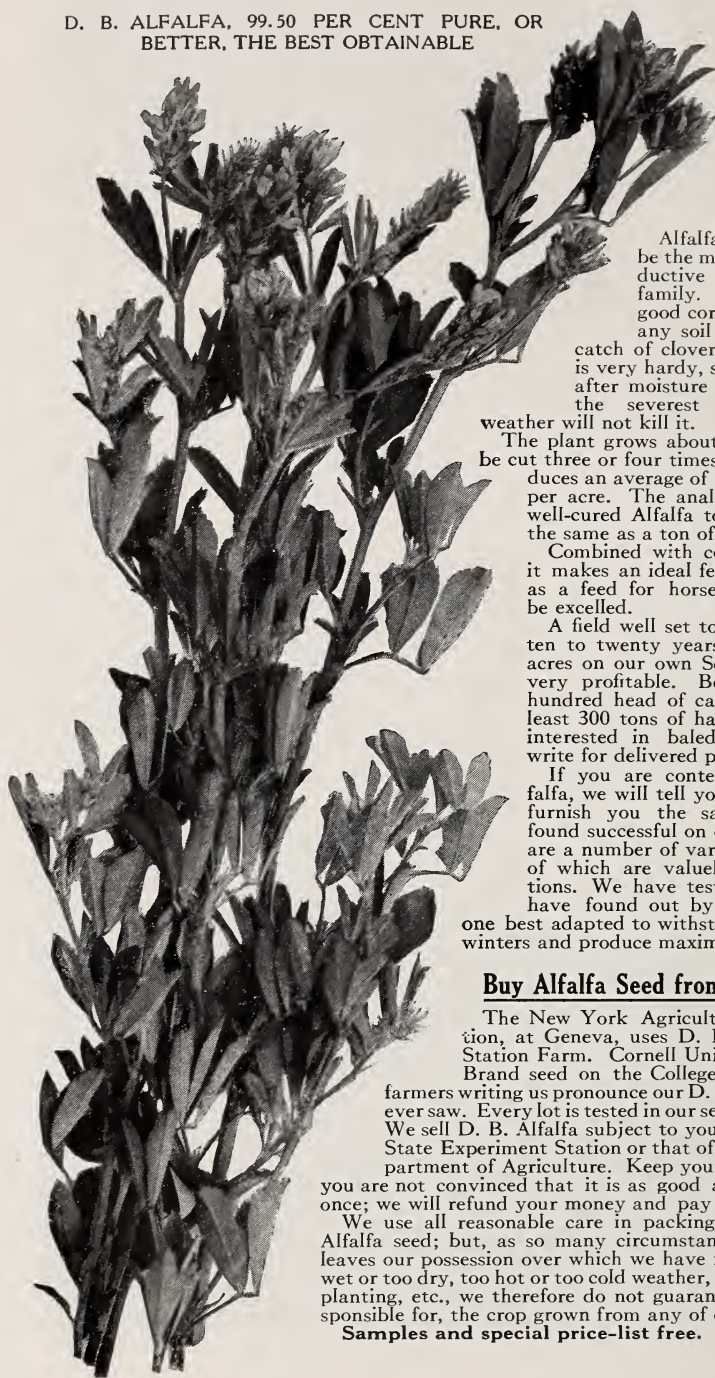 D. B. ALFALFA, 99.50 PER CENT PURE, OR
BETTER, THE BEST OBTAINABLE
Alfalfa
be the m
ductive
family.
good cor
any soil
catch of clover
is very hardy, s
after moisture
the severest
weather will not kill it.
The plant grows about
be cut three or four times
duces an average of
per acre. The anal
well-cured Alfalfa to
the same as a ton of
Combined with co
it makes an ideal fe
as a feed for horse
be excelled.
A field well set to
ten to twenty years
acres on our own Se
very profitable. Be
hundred head of ca
least 300 tons of ha
interested in baled
write for delivered p
If you are conte
falfa, we will tell yo
furnish you the sa
found successful on
are a number of var
of which are valuel
tions. We have tes
have found out by
one best adapted to withst
winters and produce maxim
Buy Alfalfa Seed from
The New York Agricult
tion, at Geneva, uses D.
Station Farm. Cornell Uni
Brand seed on the College
farmers writing us pronounce our D.
ever saw. Every lot is tested in our se
We sell D. B. Alfalfa subject to you
State Experiment Station or that of
partment of Agriculture. Keep you
you are not convinced that it is as good a
once; we will refund your money and pay
We use all reasonable care in packing
Alfalfa seed; but, as so many circumstan
leaves our possession over which we have
wet or too dry, too hot or too cold weather,
planting, etc., we therefore do not guaran
sponsible for, the crop grown from any of
Samples and special price-list free.